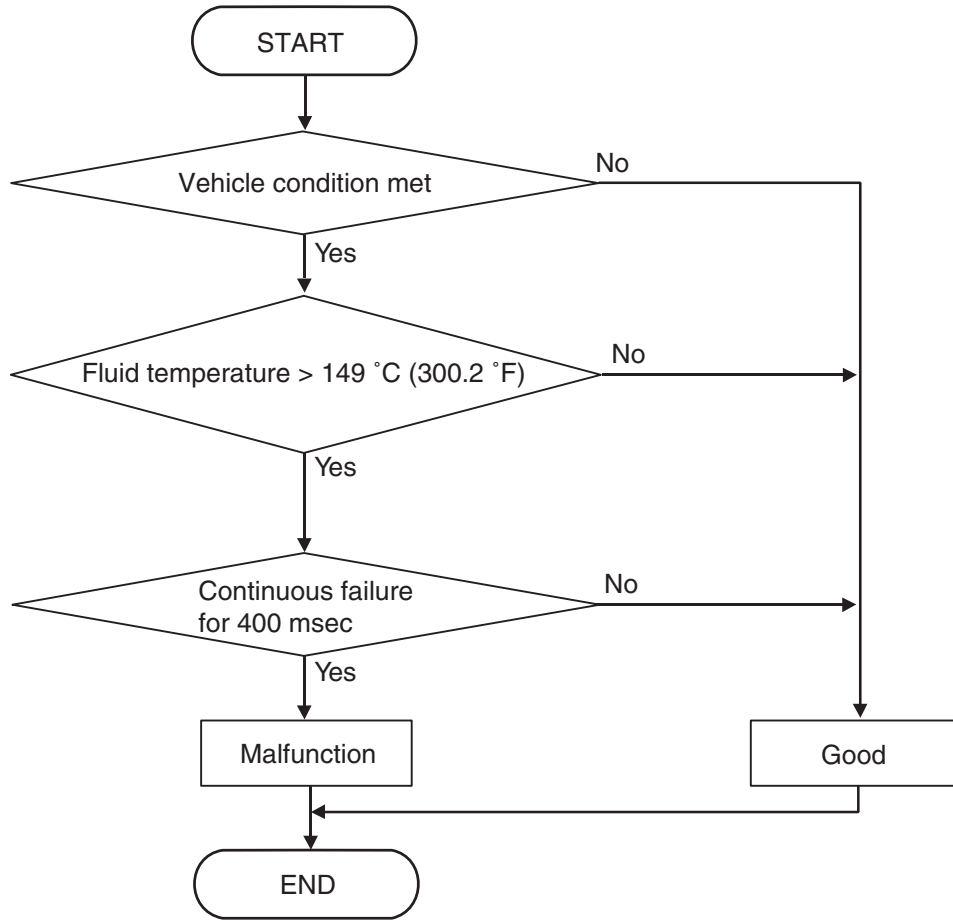 START
Vehicle condition met
No
Yes
Fluid temperature > 149 ˚C (300.2 ˚F)
No
Yes
Continuous failure
for 400 msec
No
Yes
Malfunction
Good
END